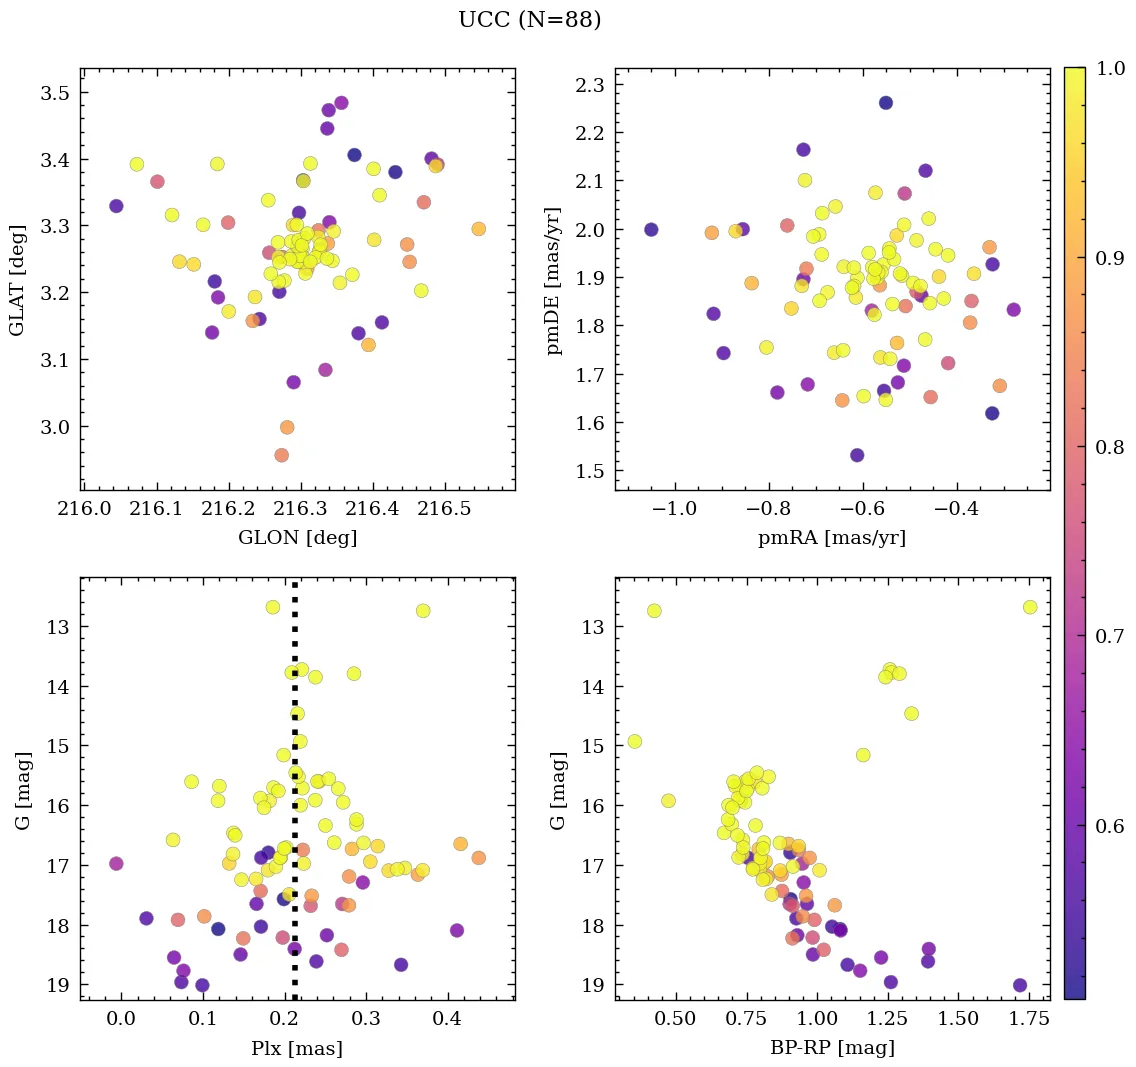 UCC (N=88)
3.5
3.4
3.3
3.2
3.1
3.0
GLAT [deg]
216.0 216.1 216.2 216.3 216.4 216.5
GLON [deg]
2.3
2.2
2.1
2.0
1.9
1.8
1.7
1.6
1.5
pmDE [mas/yr]
−1.0 −0.8 −0.6 −0.4
pmRA [mas/yr]
1.0
0.9
0.8
0.7
0.6
13
14
15
16
17
18
19
G [mag]
0.0 0.1 0.2 0.3 0.4
Plx [mas]
13
14
15
16
17
18
19
G [mag]
0.50 0.75 1.00 1.25 1.50 1.75
BP-RP [mag]